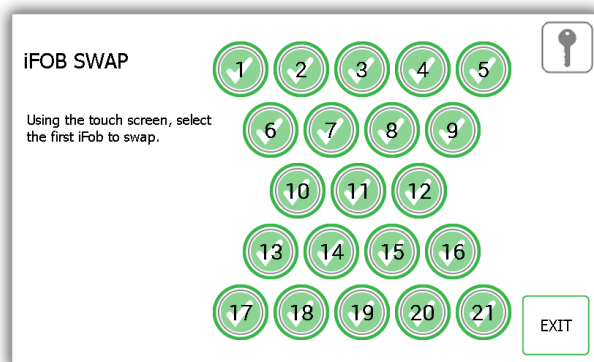 iFOB SWAP
Using the touch screen, select
the first iFob to swap.
1 2 3 4 5
6 7 8 9
10 11 12
13 14 15 16
17 18 19 20 21
EXIT